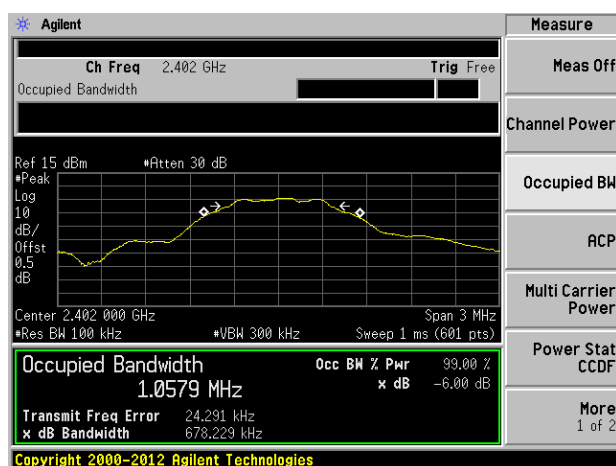 Agilent
Measure
Ch Freq 2.402 GHz Trig Free
Occupied Bandwidth
Meas Off
Channel Power
Occupied BW
ACP
Multi Carrier
Power
Power Stat
CCDF
More
1 of 2
Ref 15 dBm #Atten 30 dB
#Peak
Log
10
dB/
Offst
0.5
dB
Center 2.402 000 GHz Span 3 MHz
#Res BW 100 kHz #VBW 300 kHz Sweep 1 ms (601 pts)
Occupied Bandwidth Occ BW % Pwr 99.00 %
1.0579 MHz x dB -6.00 dB
Transmit Freq Error 24.291 kHz
x dB Bandwidth 678.229 kHz
Copyright 2000-2012 Agilent Technologies